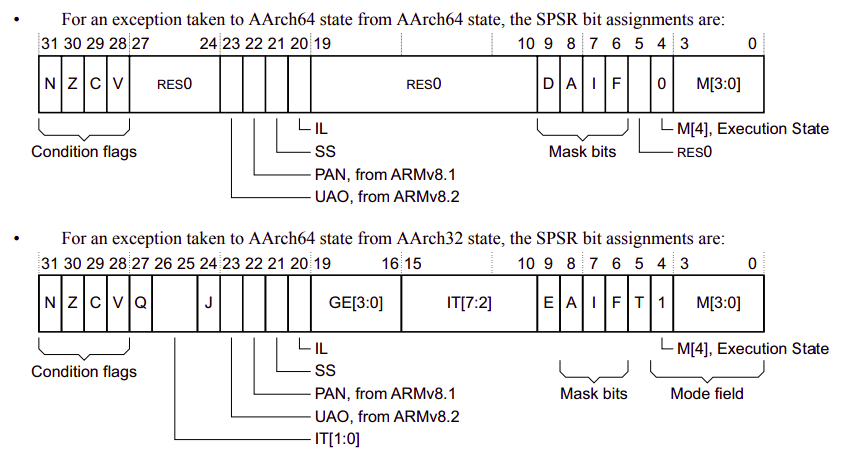 • For an exception taken to AArch64 state from AArch64 state, the SPSR bit assignments are:
31 30 29 28 27 24 23 22 21 20 19 10 9 8 7 6 5 4 3 0
N Z C V RES0 RES0 D A I F 0 M[3:0]
IL M[4], Execution State
Condition flags SS Mask bits RES0
PAN, from ARMv8.1
UAO, from ARMv8.2
• For an exception taken to AArch64 state from AArch32 state, the SPSR bit assignments are:
31 30 29 28 27 26 25 24 23 22 21 20 19 16 15 10 9 8 7 6 5 4 3 0
N Z C V Q J GE[3:0] IT[7:2] E A I F T 1 M[3:0]
IL M[4], Execution State
Condition flags SS
PAN, from ARMv8.1 Mask bits Mode field
UAO, from ARMv8.2
IT[1:0]